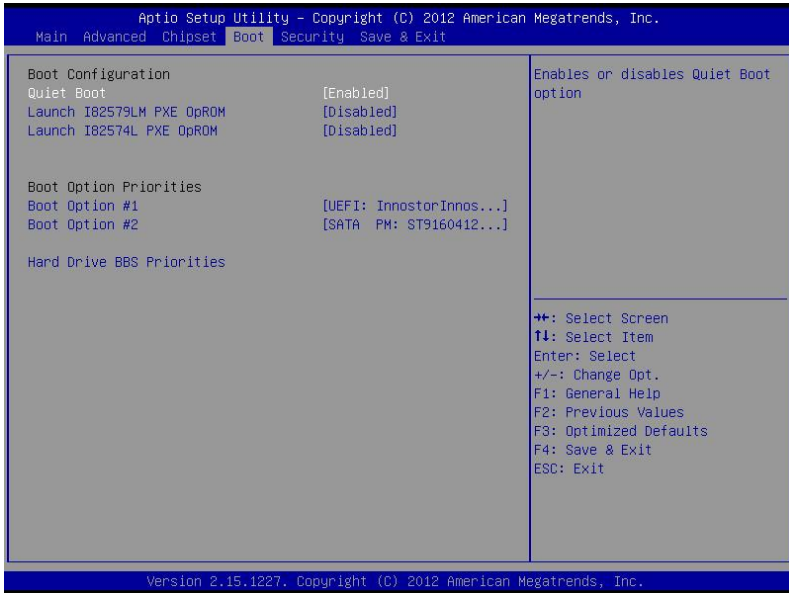 Aptio Setup Utility – Copyright (C) 2012 American Megatrends, Inc.
Main Advanced Chipset Boot Security Save & Exit
Boot Configuration
Quiet Boot [Enabled]
Launch I82579LM PXE OpROM [Disabled]
Launch I82574L PXE OpROM [Disabled]
Boot Option Priorities
Boot Option #1 [UEFI: InnostorInnos...]
Boot Option #2 [SATA PM: ST9160412...]
Hard Drive BBS Priorities
Enables or disables Quiet Boot
option
→←: Select Screen
↑↓: Select Item
Enter: Select
+/-: Change Opt.
F1: General Help
F2: Previous Values
F3: Optimized Defaults
F4: Save & Exit
ESC: Exit
Version 2.15.1227. Copyright (C) 2012 American Megatrends, Inc.